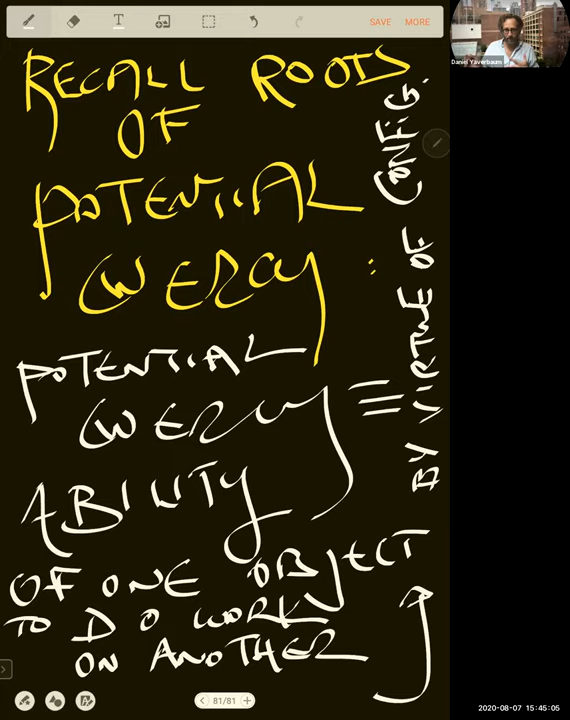 T
SAVE MORE
Daniel Yaverbaum
RECALL ROOTS
OF
POTENTIAL
ENERGY :
POTENTIAL
ENERGY ≡
ABILITY
OF ONE OBJECT
TO DO WORK
ON ANOTHER
BY VIRTUE OF CONFIG.
81/81
2020-08-07 15:45:05